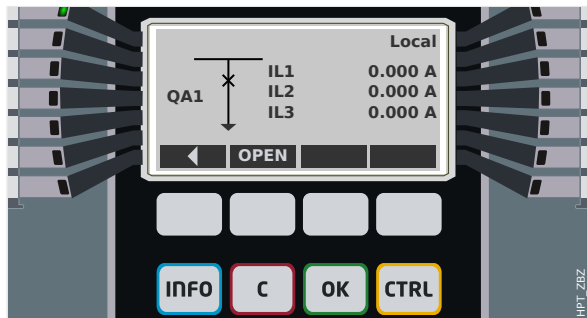 Local
QA1
IL1 0.000 A
IL2 0.000 A
IL3 0.000 A
OPEN
INFO C OK CTRL
HPT_ZBZ